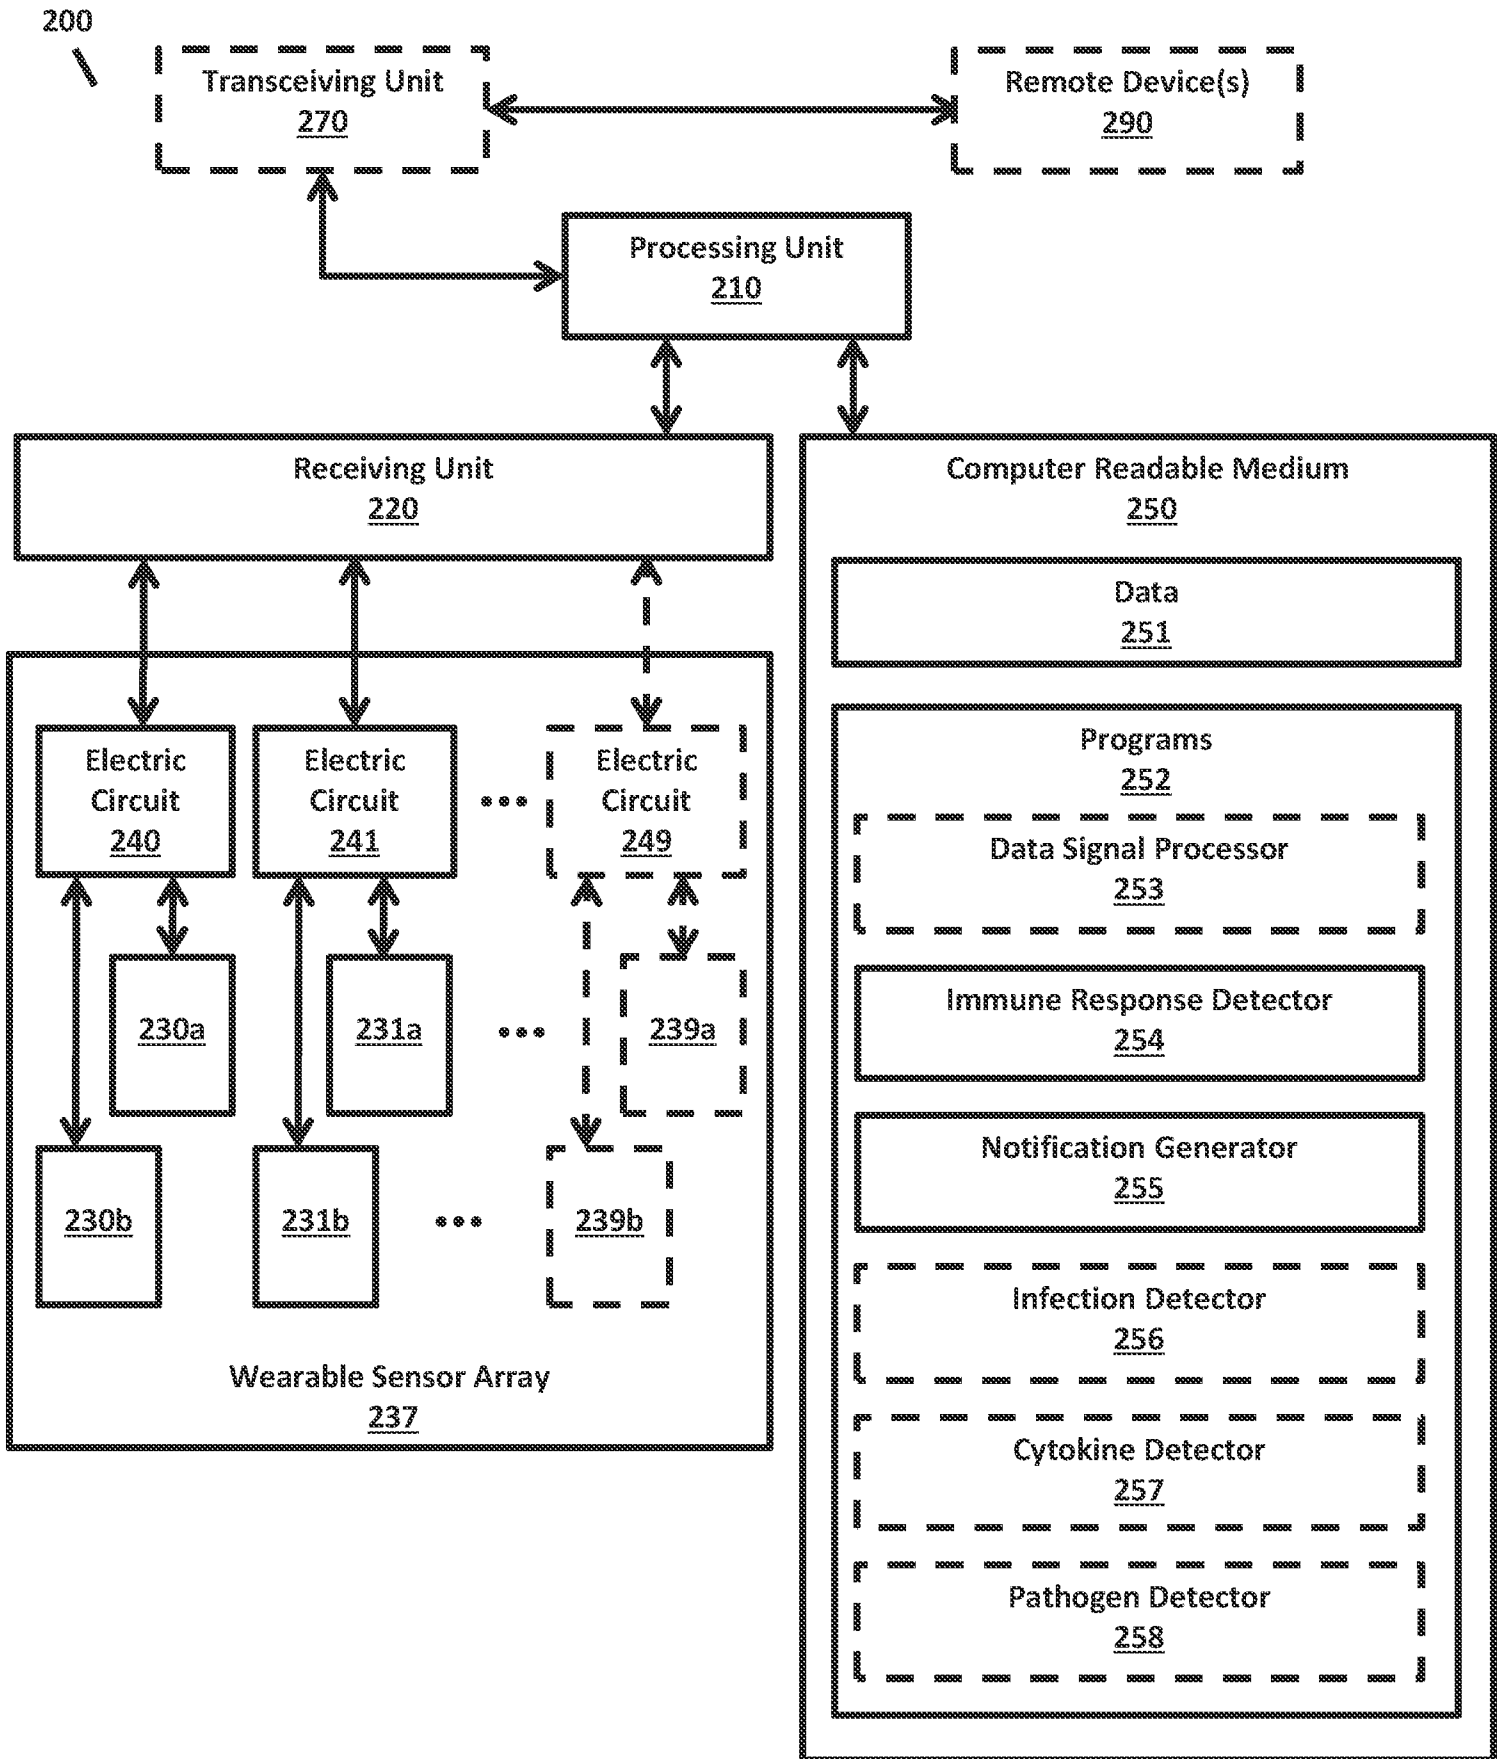 200
Transceiving Unit
270
Remote Device(s)
290
Processing Unit
210
Receiving Unit
220
Electric
Circuit
240
Electric
Circuit
241
...
Electric
Circuit
249
230a
231a
...
239a
230b
231b
...
239b
Wearable Sensor Array
237
Computer Readable Medium
250
Data
251
Programs
252
Data Signal Processor
253
Immune Response Detector
254
Notification Generator
255
Infection Detector
256
Cytokine Detector
257
Pathogen Detector
258